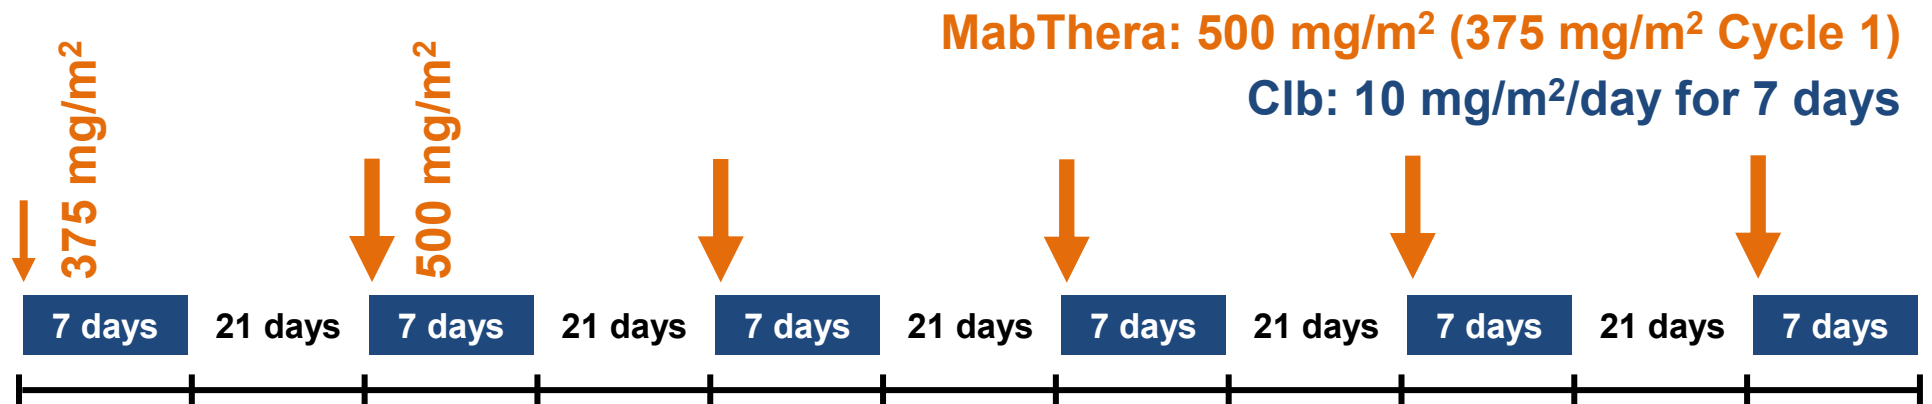 MabThera: 500 mg/m² (375 mg/m² Cycle 1)
Clb: 10 mg/m²/day for 7 days
375 mg/m²
500 mg/m²
7 days 21 days 7 days 21 days 7 days 21 days 7 days 21 days 7 days 21 days 7 days